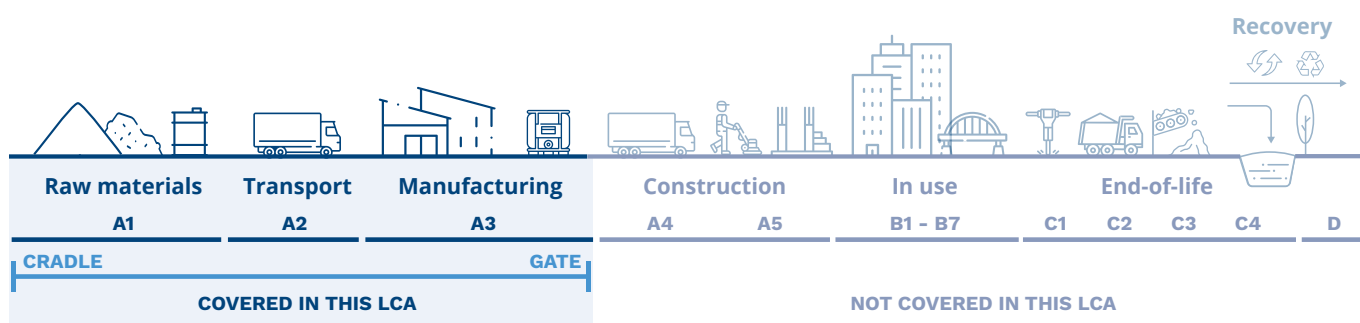 Recovery
Raw materials Transport Manufacturing Construction In use End-of-life
A1 A2 A3 A4 A5 B1 - B7 C1 C2 C3 C4 D
CRADLE GATE
COVERED IN THIS LCA NOT COVERED IN THIS LCA